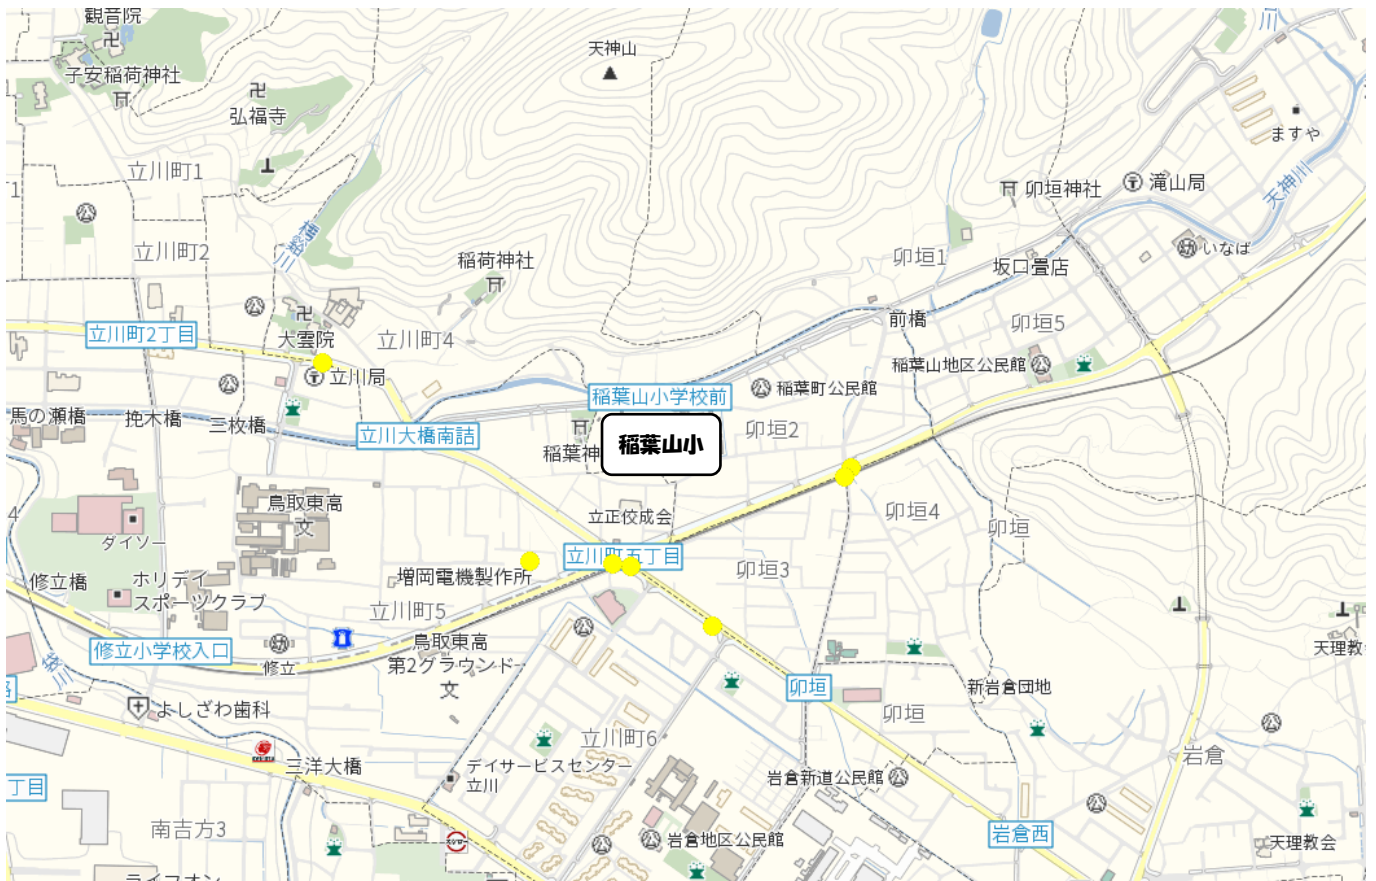 観音院
天神山
子安稲荷神社
弘福寺
ますや
立川町1
1
卯垣神社
滝山局
天神川
立川町2
いなば
稲荷神社
卯垣1
坂口畳店
前橋
卯垣5
立川町2丁目
大雲院
立川町4
稲葉山地区公民館
立川局
稲葉山小学校前
稲葉町公民館
馬の瀬橋
挽木橋
三枚橋
立川大橋南詰
卯垣2
稲葉山小
稲葉神
鳥取東高
文
卯垣4
卯垣
立正佼成会
4
ダイソー
立川町五丁目
卯垣3
増岡電機製作所
修立橋
ホリデイ
スポーツクラブ
立川町5
修立小学校入口
修立
鳥取東高
第2グラウンド
文
天理教
袋川
卯垣
新岩倉団地
よしざわ歯科
卯垣
立川町6
岩倉
三洋大橋
デイサービスセンター
立川
岩倉新道公民館
丁目
南吉方3
岩倉地区公民館
岩倉西
天理教会